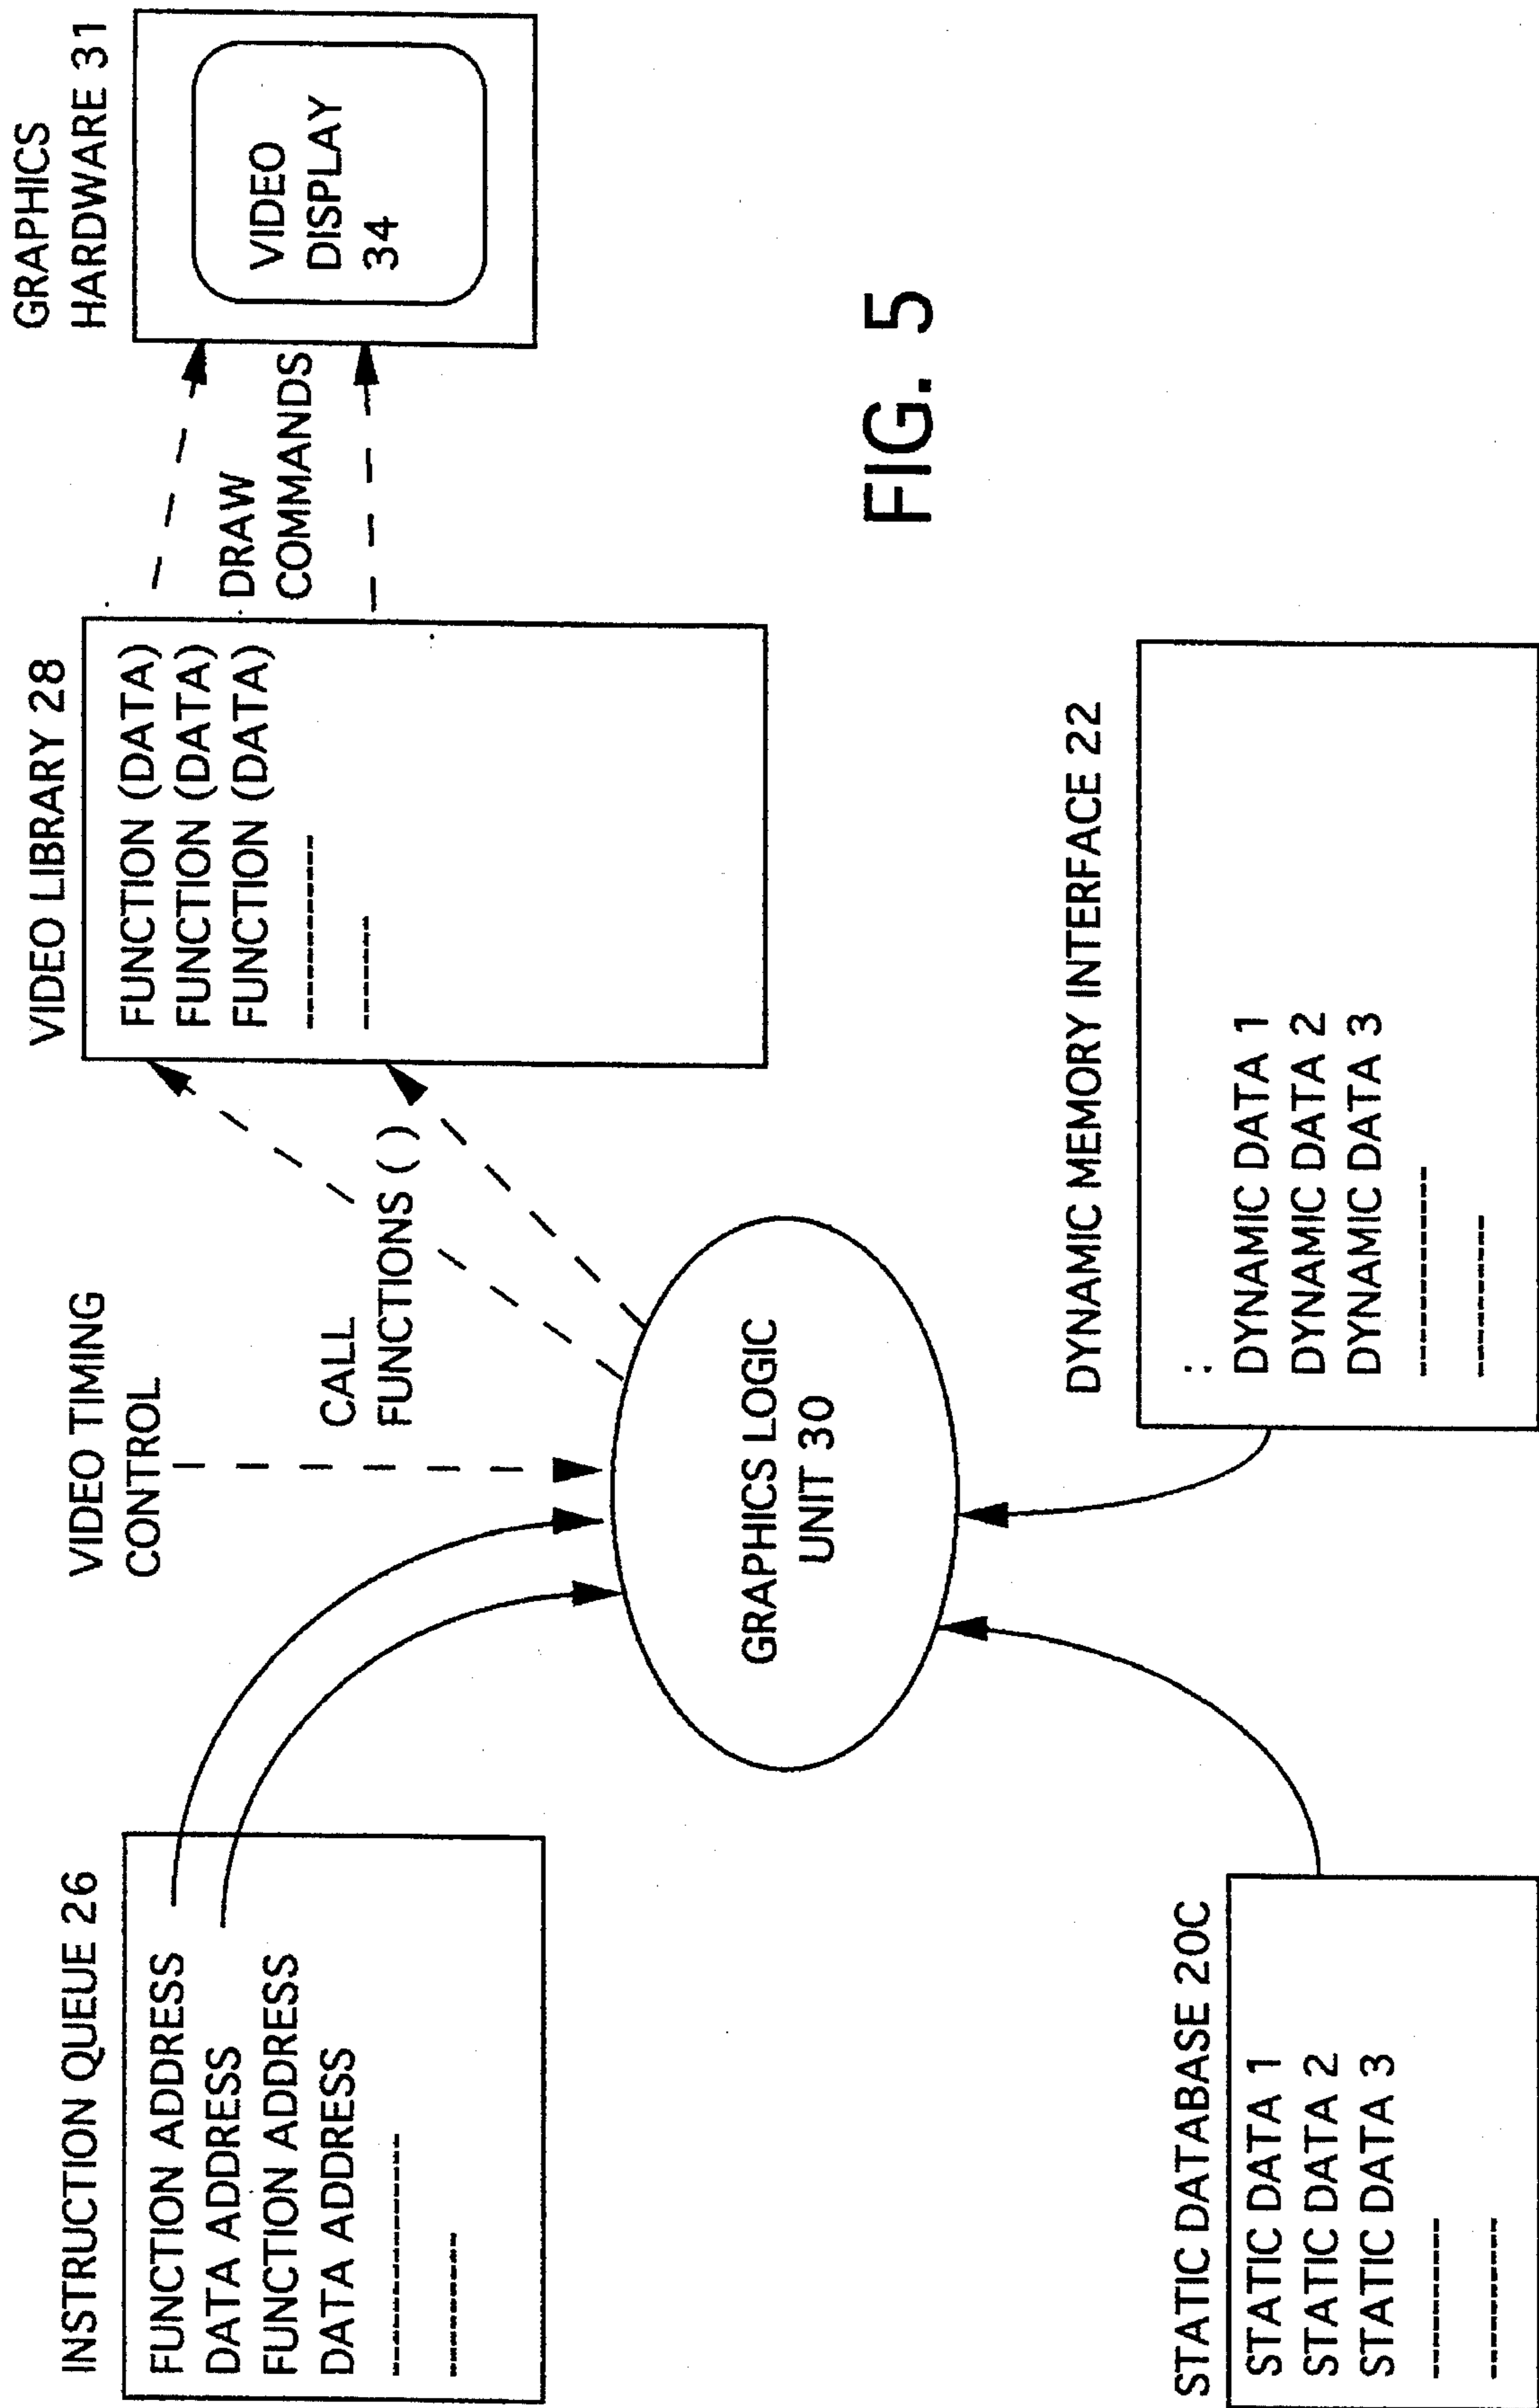 INSTRUCTION QUEUE 26
FUNCTION ADDRESS
DATA ADDRESS
FUNCTION ADDRESS
DATA ADDRESS
VIDEO TIMING
CONTROL
CALL
FUNCTIONS ( )
VIDEO LIBRARY 28
FUNCTION (DATA)
FUNCTION (DATA)
FUNCTION (DATA)
DRAW
COMMANDS
GRAPHICS
HARDWARE 31
VIDEO
DISPLAY
34
GRAPHICS LOGIC
UNIT 30
STATIC DATABASE 20C
STATIC DATA 1
STATIC DATA 2
STATIC DATA 3
DYNAMIC MEMORY INTERFACE 22
:
DYNAMIC DATA 1
DYNAMIC DATA 2
DYNAMIC DATA 3
FIG. 5